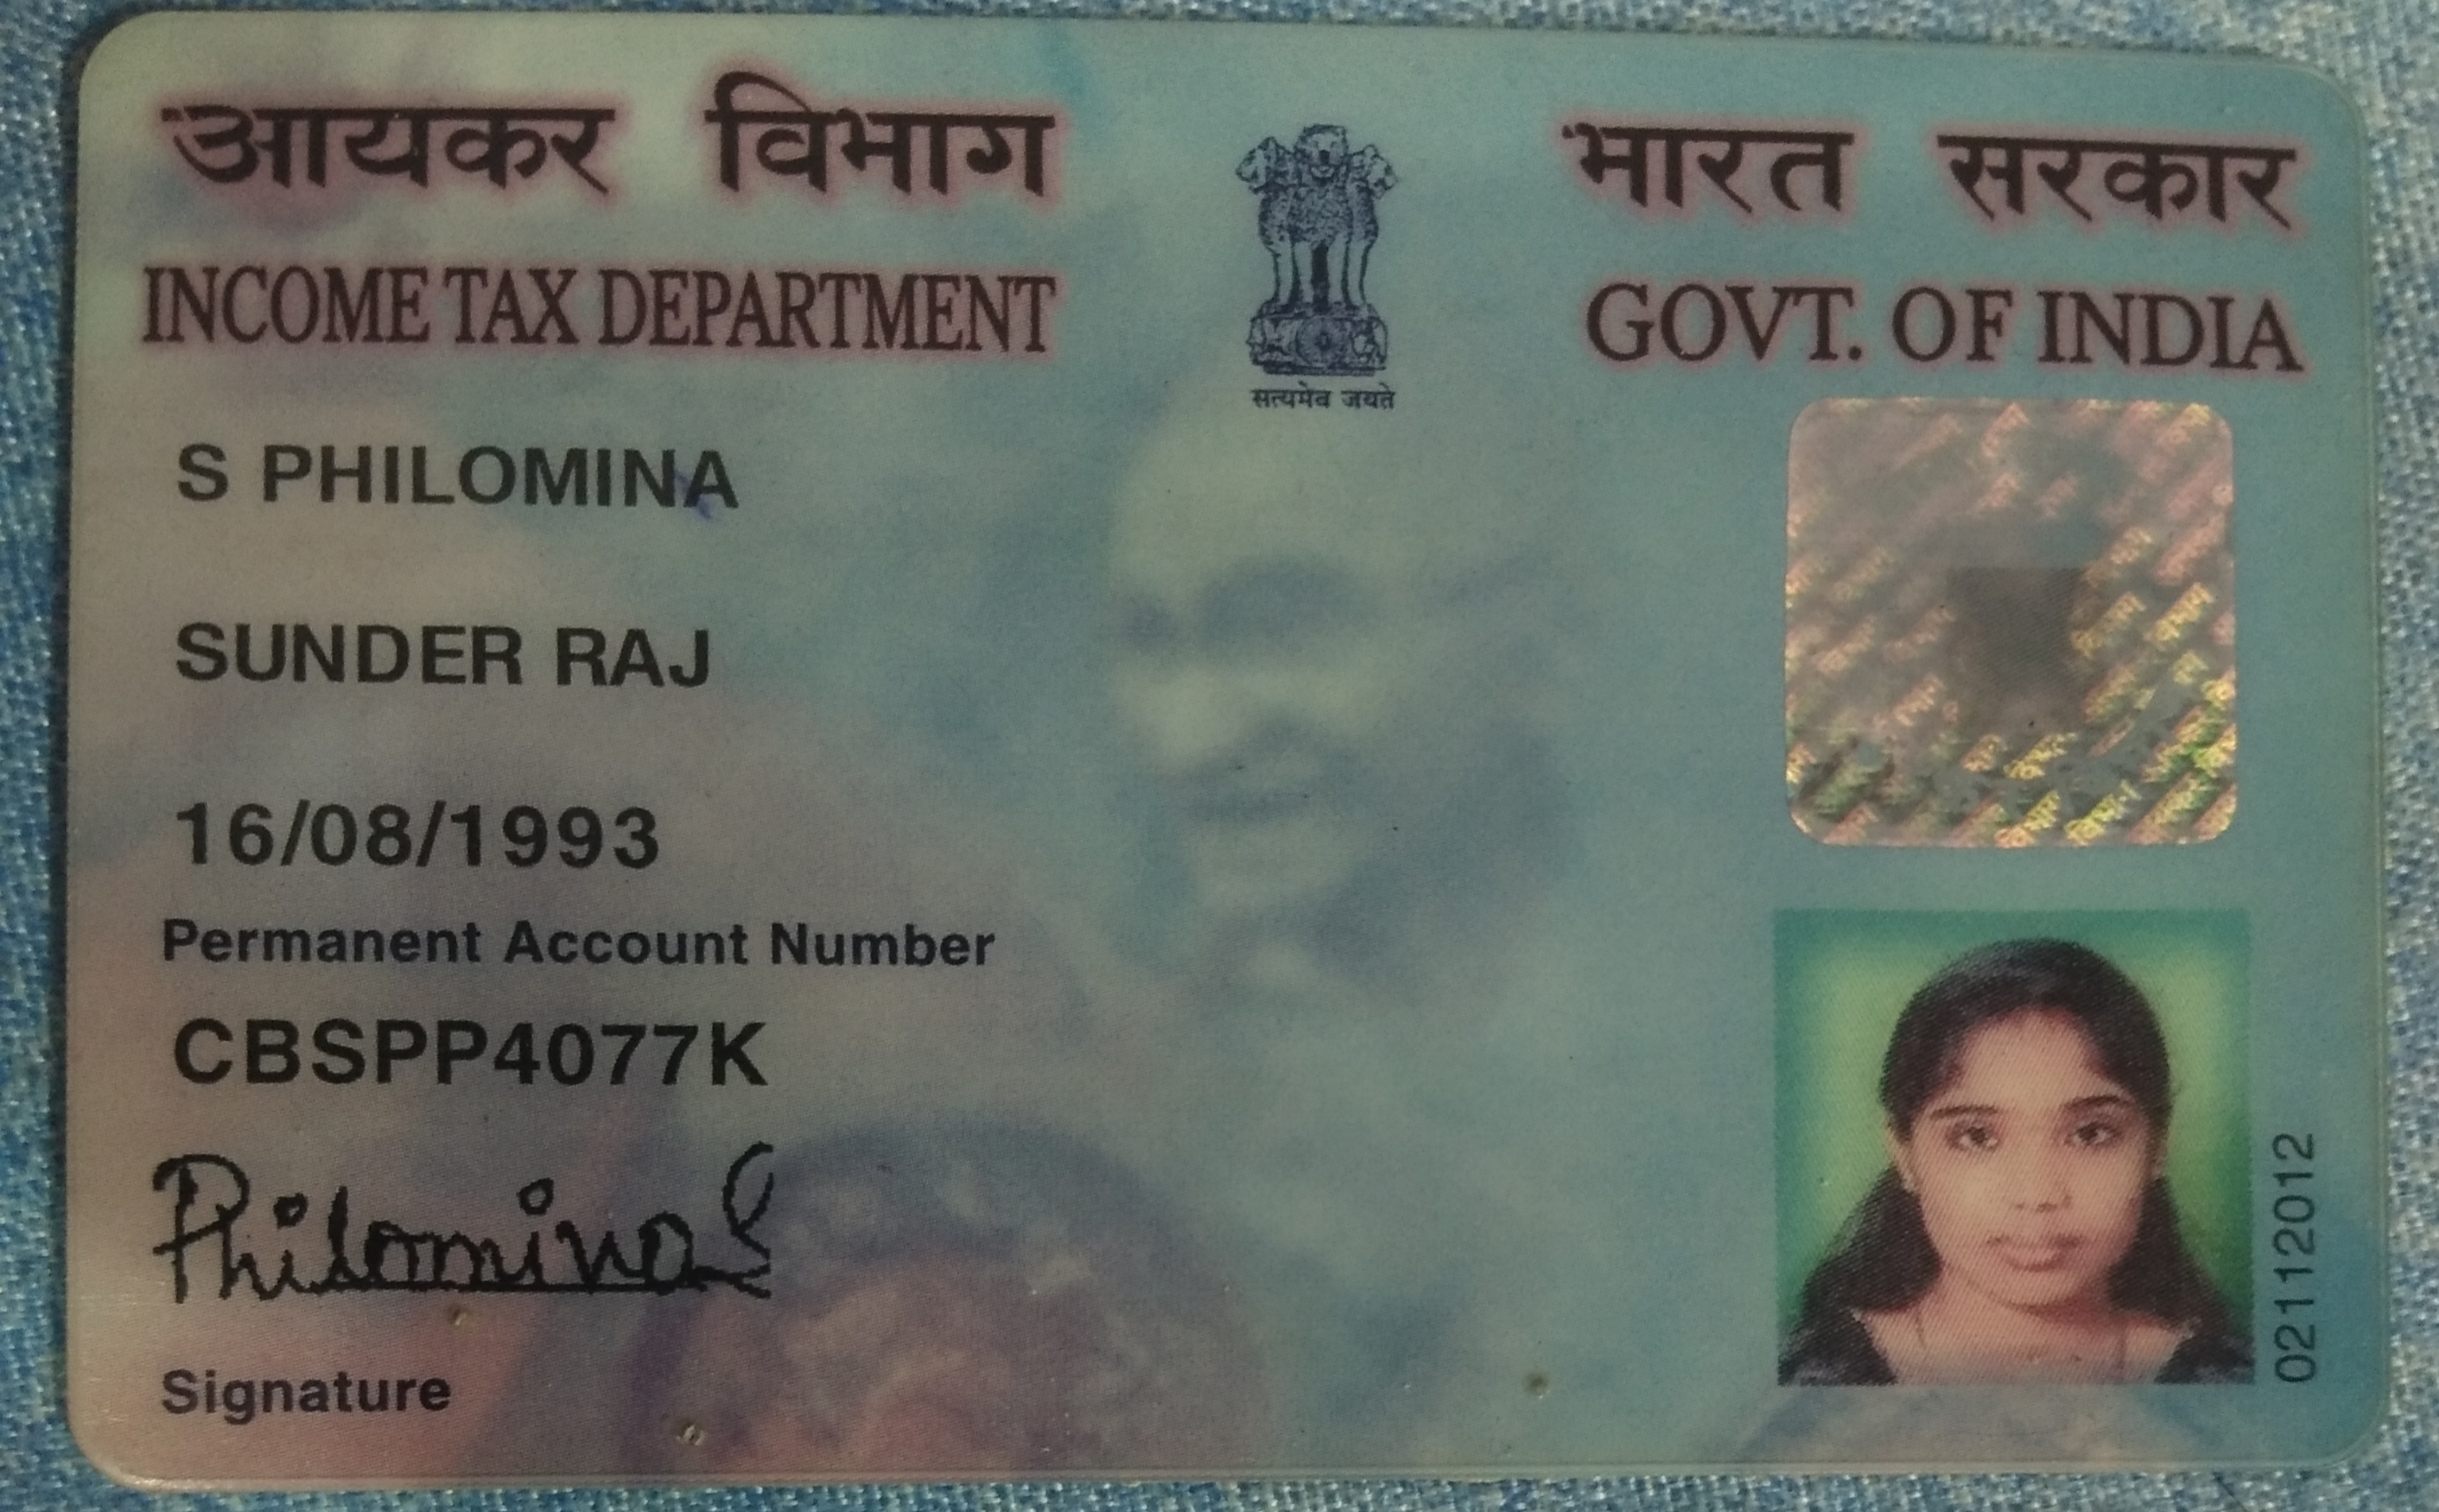 आयकर विभाग
INCOME TAX DEPARTMENT
सत्यमेव जयते
भारत सरकार
GOVT. OF INDIA
S PHILOMINA
SUNDER RAJ
16/08/1993
Permanent Account Number
CBSPP4077K
Philomina S
Signature
02112012